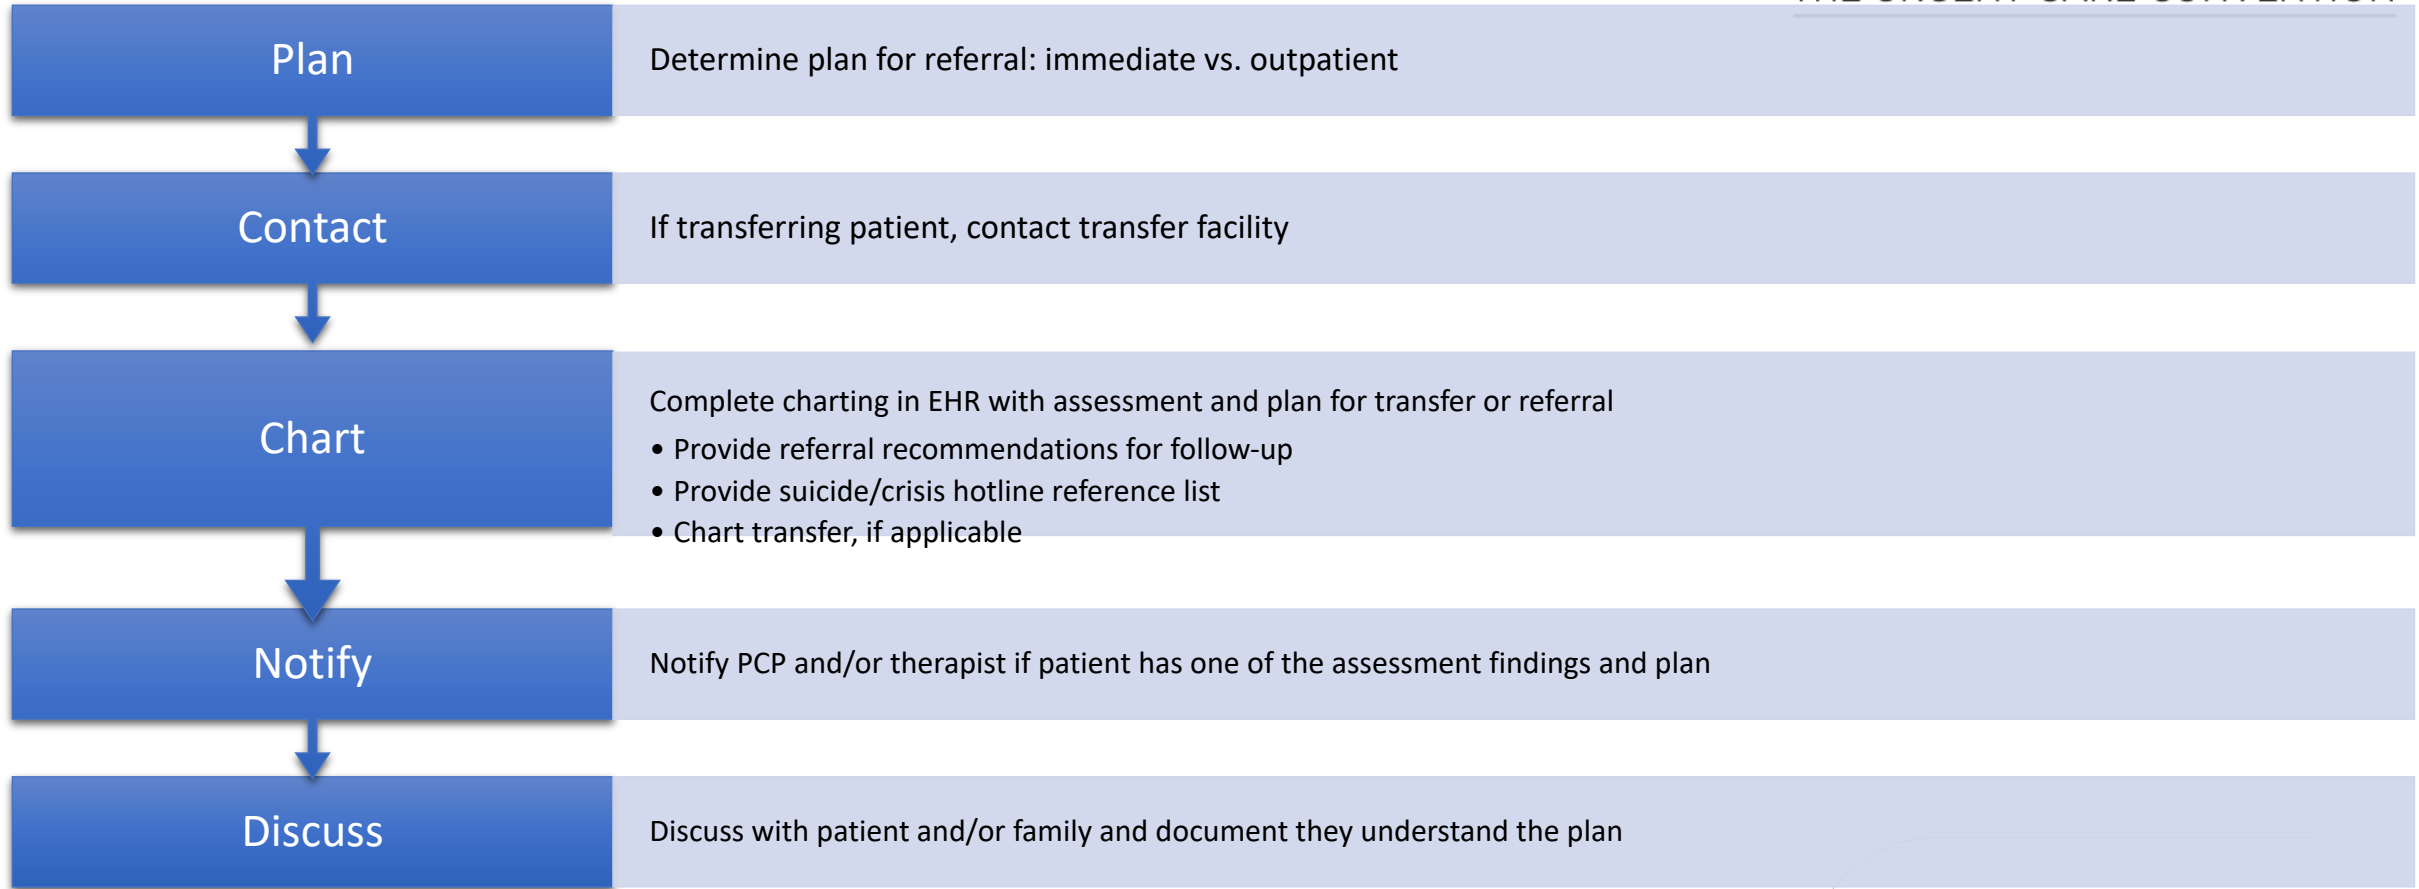 Plan
Determine plan for referral: immediate vs. outpatient
Contact
If transferring patient, contact transfer facility
Chart
Complete charting in EHR with assessment and plan for transfer or referral
• Provide referral recommendations for follow-up
• Provide suicide/crisis hotline reference list
• Chart transfer, if applicable
Notify
Notify PCP and/or therapist if patient has one of the assessment findings and plan
Discuss
Discuss with patient and/or family and document they understand the plan